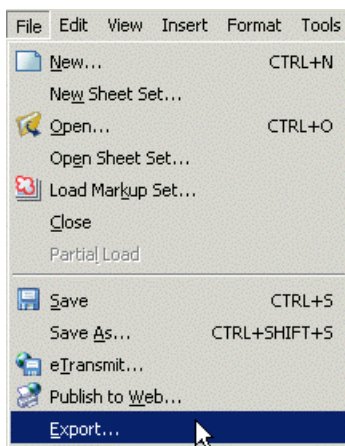 File Edit View Insert Format Tools
New... CTRL+N
New Sheet Set...
Open... CTRL+O
Open Sheet Set...
Load Markup Set...
Close
Partial Load
Save CTRL+S
Save As... CTRL+SHIFT+S
eTransmit...
Publish to Web...
Export...